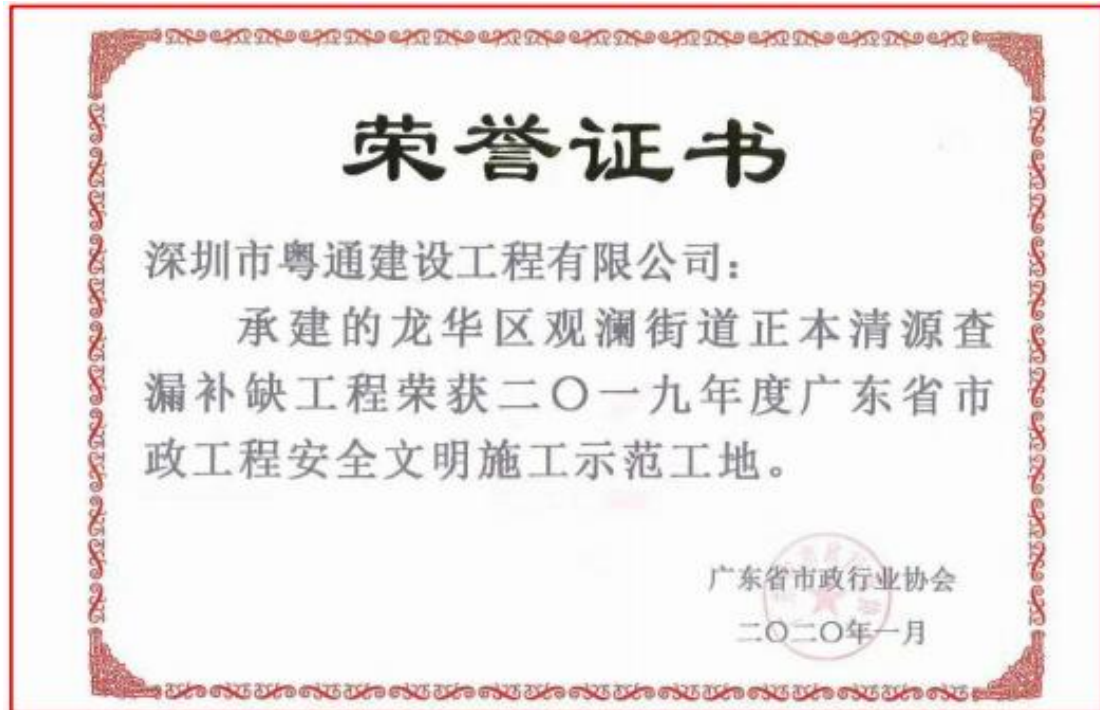 荣誉证书
深圳市粤通建设工程有限公司：
承建的龙华区观澜街道正本清源查
漏补缺工程荣获二〇一九年度广东省市
政工程安全文明施工示范工地。
广东省市政行业协会
二〇二〇年一月